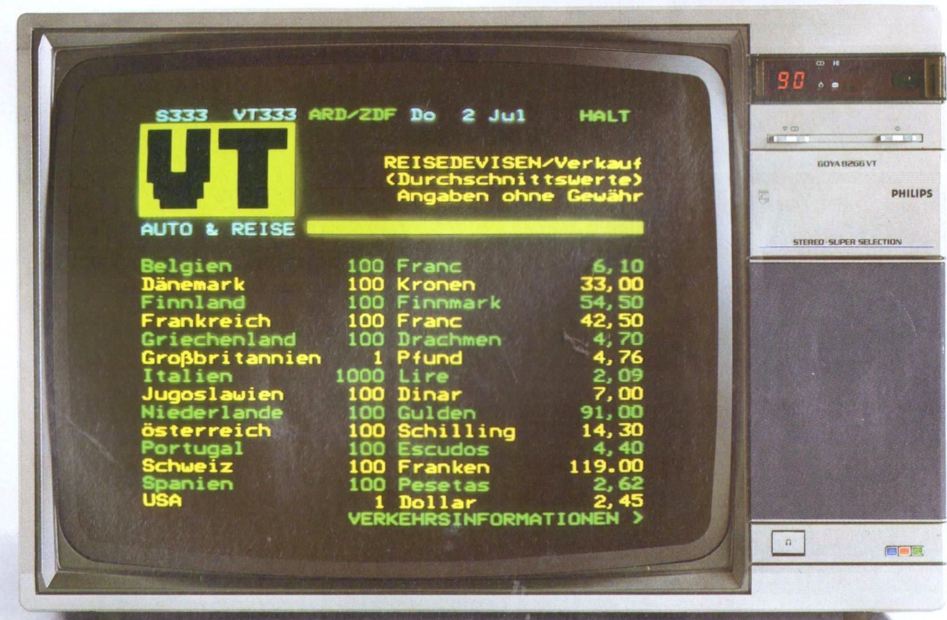 S333 VT333 ARD/ZDF Do 2 Jul HALT
VT
REISEDEVISEN/Verkauf
(Durchschnittswerte)
Angaben ohne Gewähr
AUTO & REISE
Belgien 100 Franc 6,10
Dänemark 100 Kronen 33,00
Finnland 100 Finnmark 54,50
Frankreich 100 Franc 42,50
Griechenland 100 Drachmen 4,70
Großbritannien 1 Pfund 4,76
Italien 1000 Lire 2,09
Jugoslawien 100 Dinar 7,00
Niederlande 100 Gulden 91,00
österreich 100 Schilling 14,30
Portugal 100 Escudos 4,40
Schweiz 100 Franken 119.00
Spanien 100 Pesetas 2,62
USA 1 Dollar 2,45
VERKEHRSINFORMATIONEN >
90
GOYA 8266 VT
PHILIPS
STEREO-SUPER SELECTION